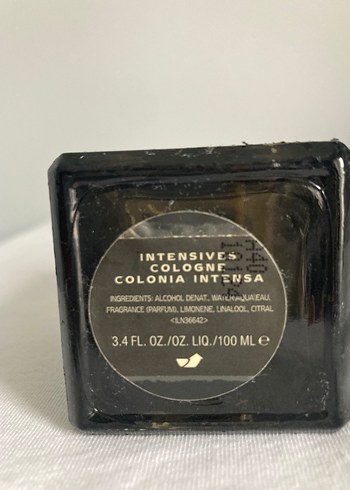 INTENSIVES
COLOGNE
COLONIA INTENSA
INGREDIENTS: ALCOHOL DENAT., WATER/AQUA/EAU,
FRAGRANCE (PARFUM), LIMONENE, LINALOOL, CITRAL
<ILN36642>
3.4 FL. OZ./OZ. LIQ./100 ML ℮